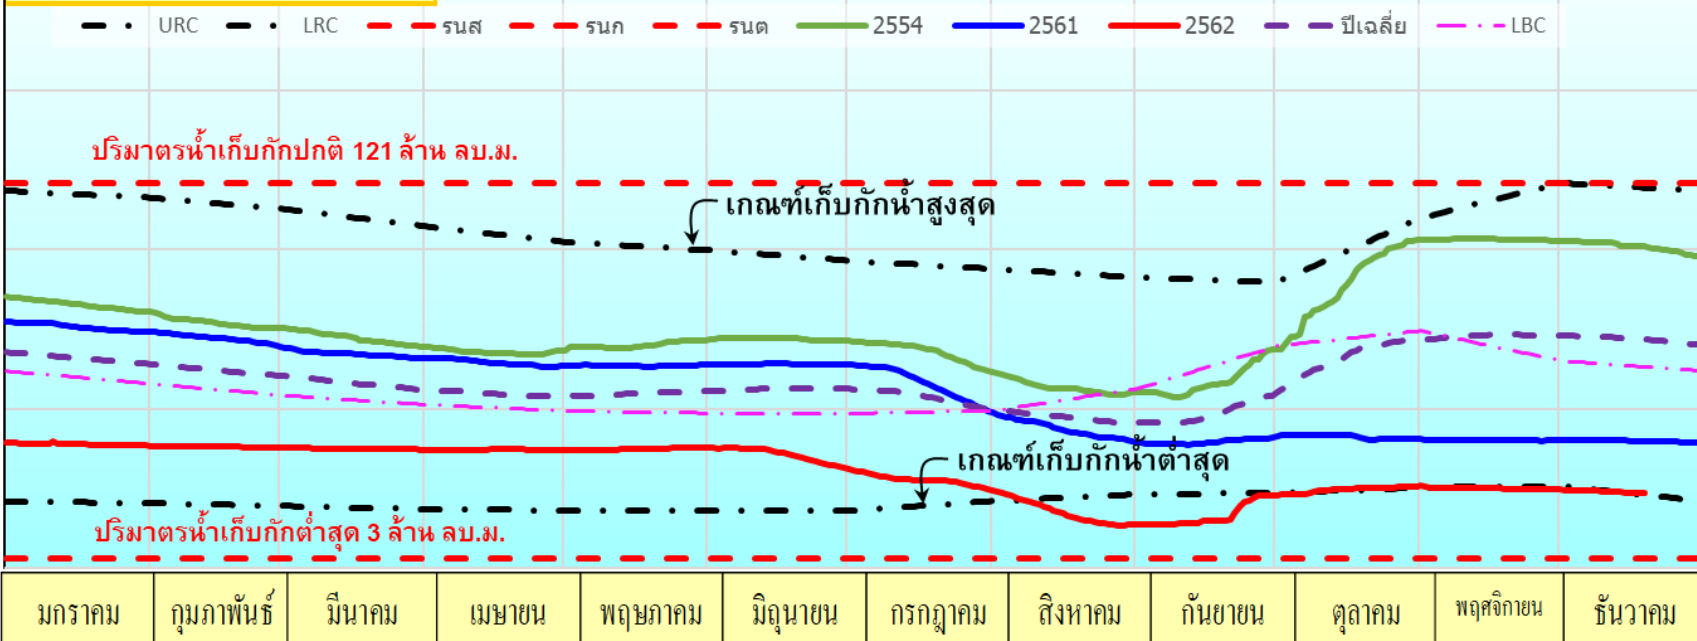 URC LRC รนส รนก รนต 2554 2561 2562 ปีเฉลี่ย LBC
ปริมาตรน้ำเก็บกักปกติ 121 ล้าน ลบ.ม.
เกณฑ์เก็บกักน้ำสูงสุด
เกณฑ์เก็บกักน้ำต่ำสุด
ปริมาตรน้ำเก็บกักต่ำสุด 3 ล้าน ลบ.ม.
มกราคม กุมภาพันธ์ มีนาคม เมษายน พฤษภาคม มิถุนายน กรกฎาคม สิงหาคม กันยายน ตุลาคม พฤศจิกายน ธันวาคม